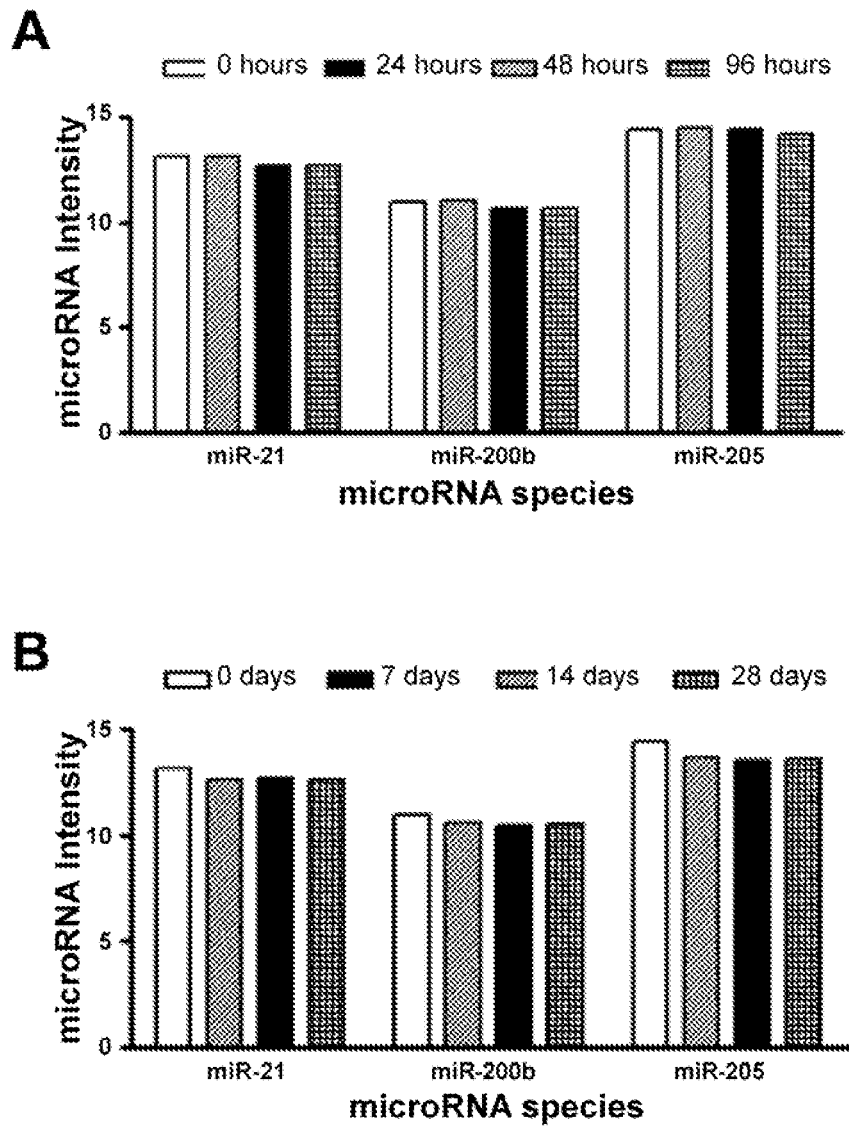 A
0 hours 24 hours 48 hours 96 hours
microRNA Intensity
15
10
5
0
miR-21 miR-200b miR-205
microRNA species
B
0 days 7 days 14 days 28 days
microRNA Intensity
15
10
5
0
miR-21 miR-200b miR-205
microRNA species